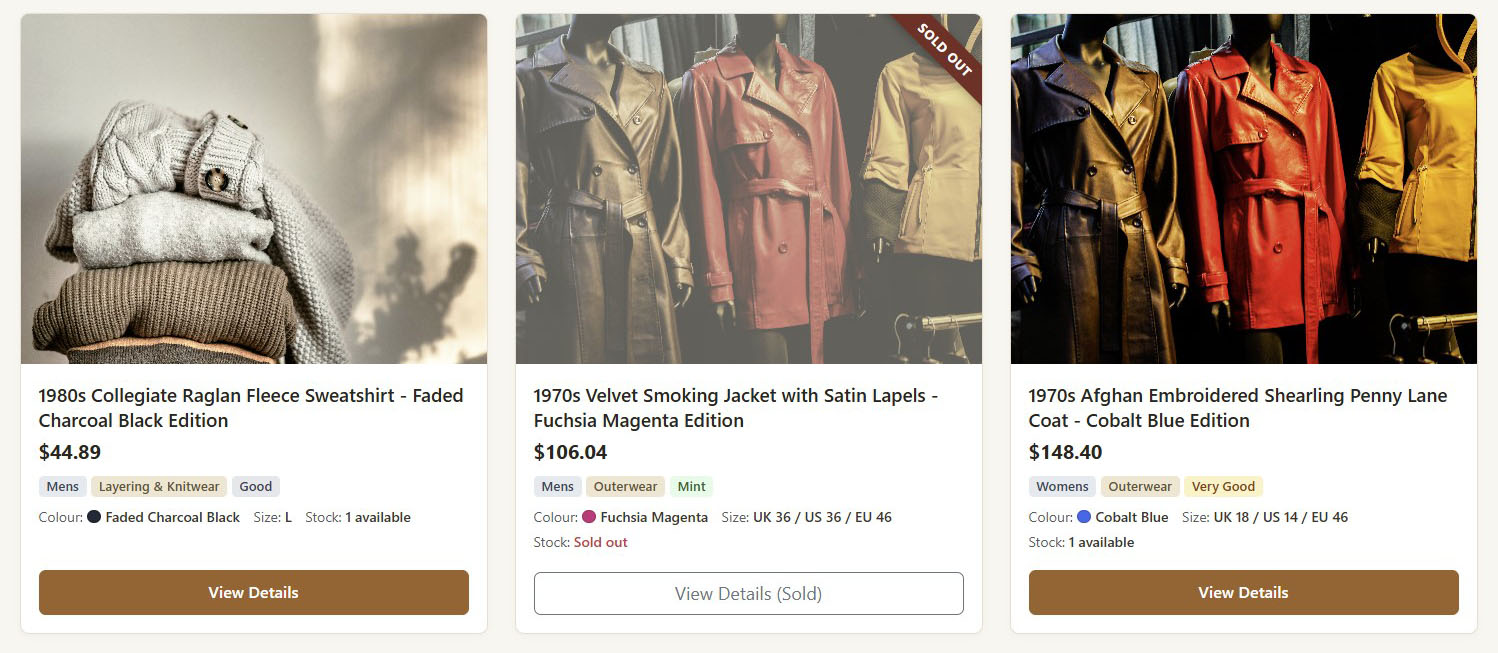 SOLD OUT
1980s Collegiate Raglan Fleece Sweatshirt - Faded
Charcoal Black Edition
$44.89
Mens Layering & Knitwear Good
Colour: Faded Charcoal Black Size: L Stock: 1 available
View Details
1970s Velvet Smoking Jacket with Satin Lapels -
Fuchsia Magenta Edition
$106.04
Mens Outerwear Mint
Colour: Fuchsia Magenta Size: UK 36 / US 36 / EU 46
Stock: Sold out
View Details (Sold)
1970s Afghan Embroidered Shearling Penny Lane
Coat - Cobalt Blue Edition
$148.40
Womens Outerwear Very Good
Colour: Cobalt Blue Size: UK 18 / US 14 / EU 46
Stock: 1 available
View Details